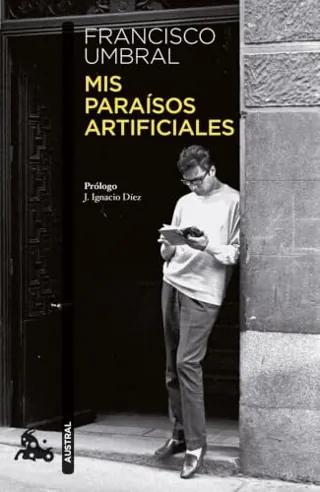 FRANCISCO
UMBRAL
MIS
PARAÍSOS
ARTIFICIALES
Prólogo
J. Ignacio Díez
AUSTRAL